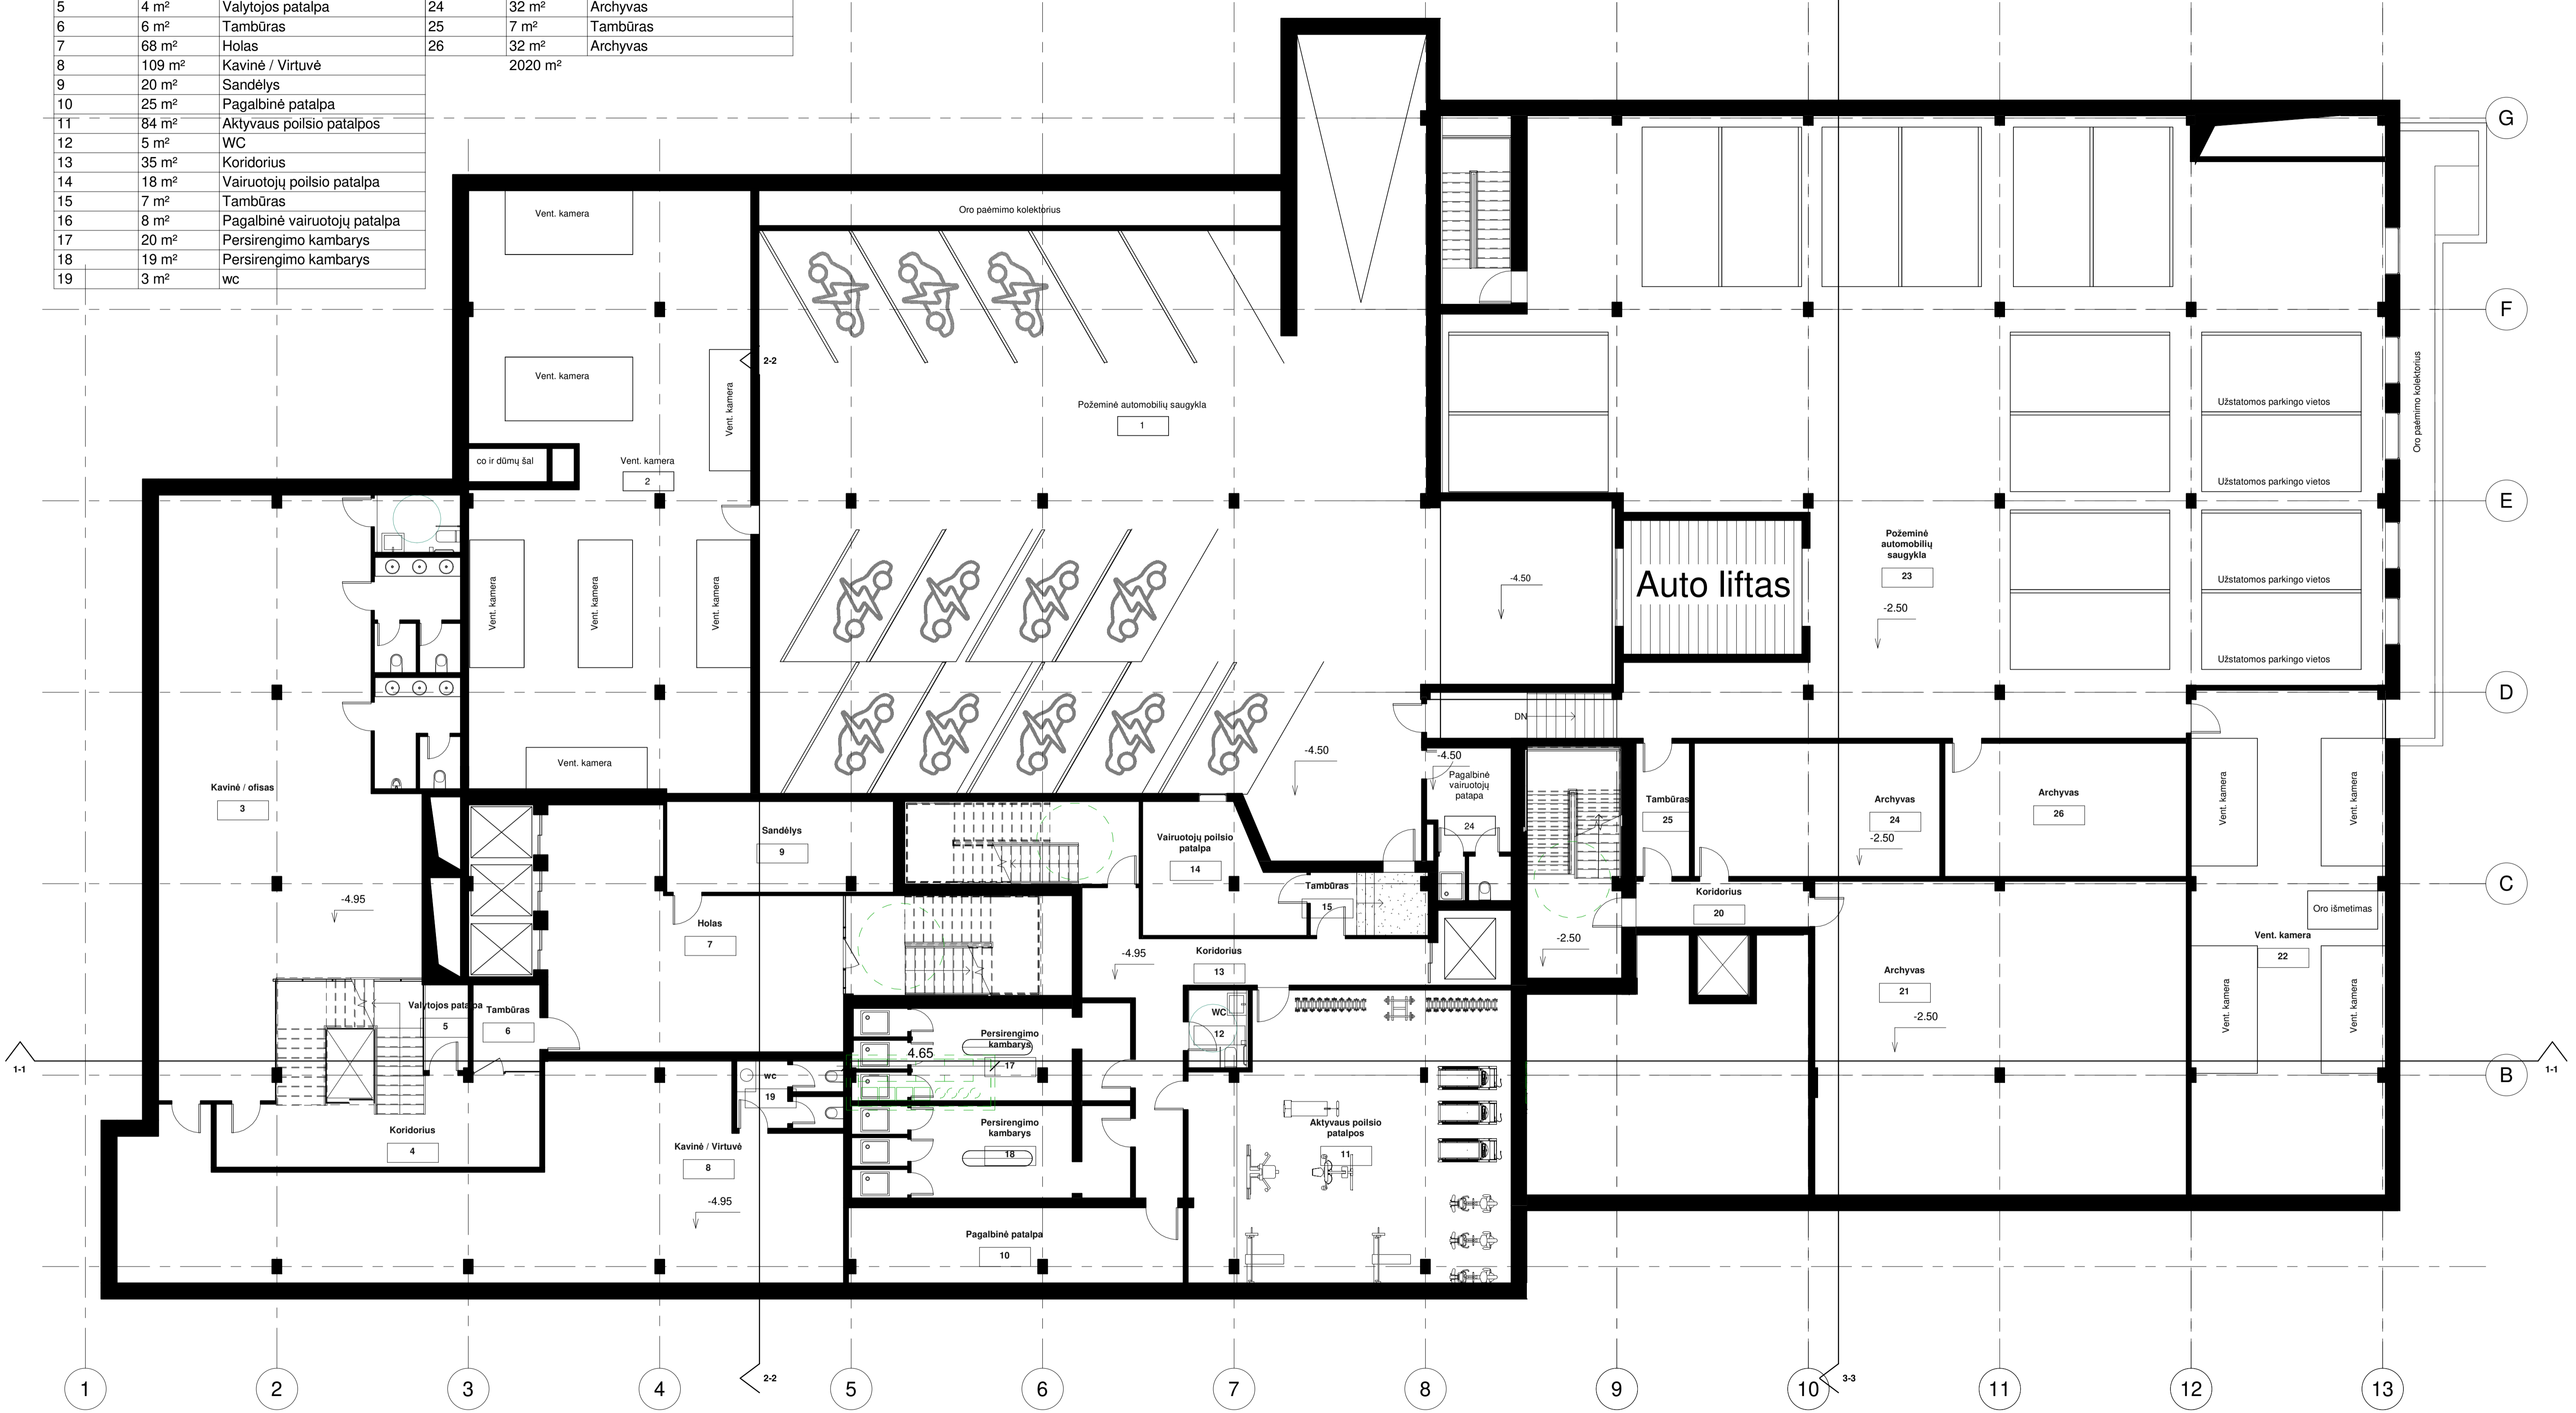 5 4 m² Valytojos patalpa 24 32 m² Archyvas
6 6 m² Tambūras 25 7 m² Tambūras
7 68 m² Holas 26 32 m² Archyvas
8 109 m² Kavinė / Virtuvė 2020 m²
9 20 m² Sandėlys
10 25 m² Pagalbinė patalpa
11 84 m² Aktyvaus poilsio patalpos
12 5 m² WC
13 35 m² Koridorius
14 18 m² Vairuotojų poilsio patalpa
15 7 m² Tambūras
16 8 m² Pagalbinė vairuotojų patalpa
17 20 m² Persirengimo kambarys
18 19 m² Persirengimo kambarys
19 3 m² wc
G
F
E
D
C
B
Vent. kamera
Oro paėmimo kolektorius
Vent. kamera
Vent. kamera
2-2
Požeminė automobilių saugykla
1
co ir dūmų šal
Vent. kamera
2
Užstatomos parkingo vietos
Užstatomos parkingo vietos
Oro paėmimo kolektorius
Vent. kamera
Vent. kamera
Vent. kamera
-4.50
Auto liftas
Požeminė
automobilių
saugykla
23
-2.50
Užstatomos parkingo vietos
Užstatomos parkingo vietos
DN
-4.50
-4.50
Vent. kamera
Pagalbinė
vairuotojų
patapa
24
Kavinė / ofisas
3
Sandėlys
9
Vairuotojų poilsio
patalpa
14
Tambūras
25
Archyvas
24
-2.50
Archyvas
26
Vent. kamera
Vent. kamera
Tambūras
15
Koridorius
20
Oro išmetimas
-4.95
Holas
7
-4.95
Koridorius
13
-2.50
Vent. kamera
22
Archyvas
21
-2.50
Vent. kamera
Vent. kamera
Valytojos patalpa
5
Tambūras
6
WC
12
Persirengimo
kambarys
17
4.65
1-1
1-1
wc
19
Koridorius
4
Kavinė / Virtuvė
8
-4.95
Persirengimo
kambarys
18
Aktyvaus poilsio
patalpos
11
Pagalbinė patalpa
10
2-2
3-3
1 2 3 4 5 6 7 8 9 10 11 12 13